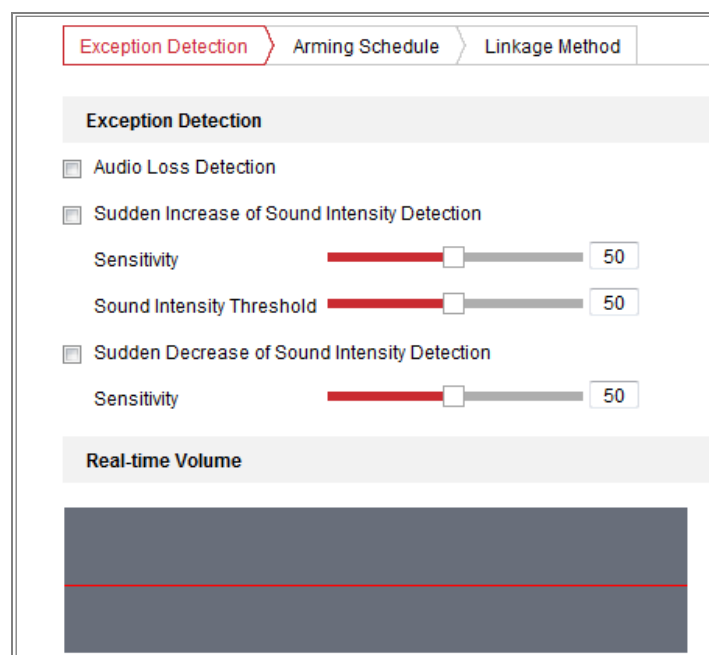 Exception Detection Arming Schedule Linkage Method
Exception Detection
Audio Loss Detection
Sudden Increase of Sound Intensity Detection
Sensitivity 50
Sound Intensity Threshold 50
Sudden Decrease of Sound Intensity Detection
Sensitivity 50
Real-time Volume